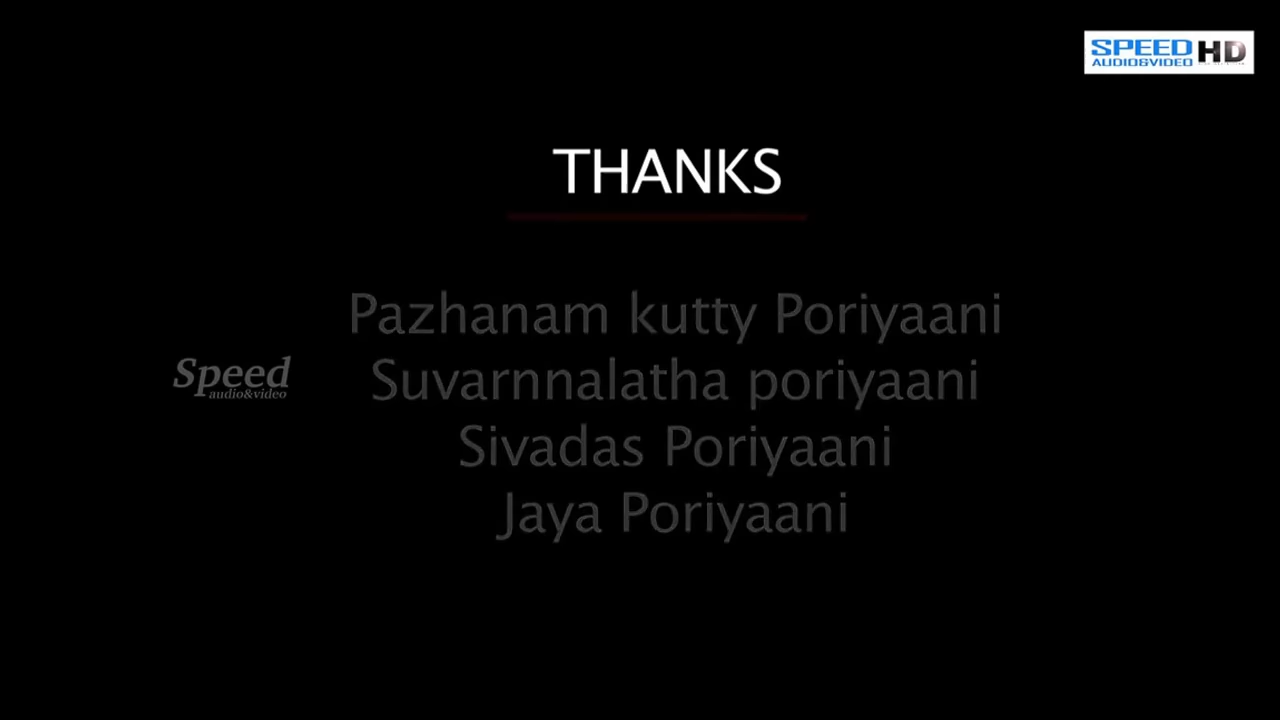 SPEED HD
AUDIO&VIDEO
THANKS
Pazhanam kutty Poriyaani
Suvarnnalatha poriyaani
Sivadas Poriyaani
Jaya Poriyaani
Speed
audio&video